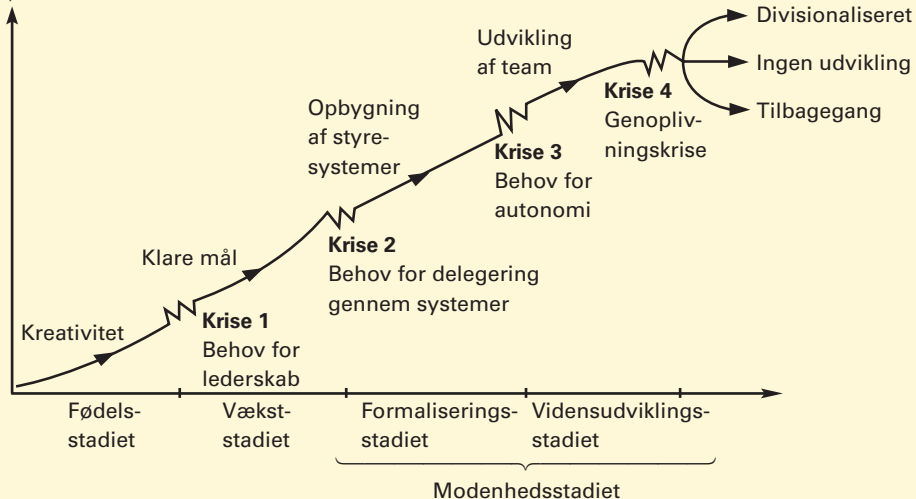 Divisionaliseret
Ingen udvikling
Tilbagegang
Udvikling
af team
Krise 4
Genopliv-
ningskrise
Opbygning
af styre-
systemer
Krise 3
Behov for
autonomi
Klare mål
Krise 2
Behov for delegering
gennem systemer
Kreativitet
Krise 1
Behov for
lederskab
Fødels-
stadiet
Vækst-
stadiet
Formaliserings-
stadiet
Vidensudviklings-
stadiet
Modenhedsstadiet